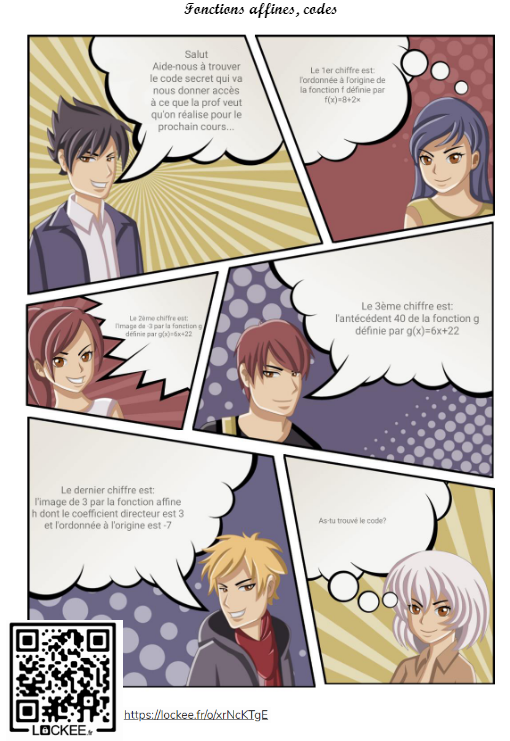 Fonctions affines, codes
Salut
Aide-nous à trouver
le code secret qui va
nous donner accès
à ce que la prof veut
qu'on réalise pour le
prochain cours...
Le 1er chiffre est:
l'ordonnée à l'origine de
la fonction f définie par
f(x)=8+2×
Le 2ème chiffre est:
l'image de -3 par la fonction g
définie par g(x)=6x+22
Le 3ème chiffre est:
l'antécédent 40 de la fonction g
définie par g(x)=6x+22
Le dernier chiffre est:
l'image de 3 par la fonction affine
h dont le coefficient directeur est 3
et l'ordonnée à l'origine est -7
As-tu trouvé le code?
LOCKEE.fr
https://lockee.fr/o/xrNcKTgE